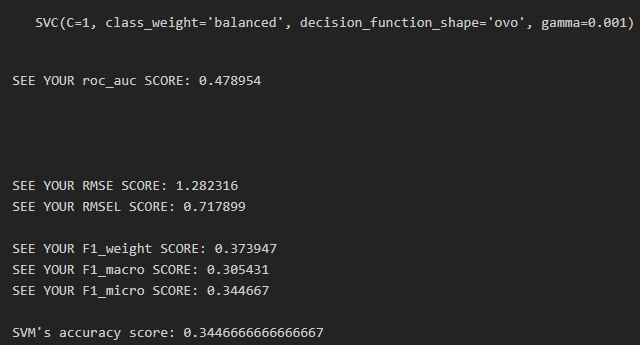 SVC(C=1, class_weight='balanced', decision_function_shape='ovo', gamma=0.001)
SEE YOUR roc_auc SCORE: 0.478954
SEE YOUR RMSE SCORE: 1.282316
SEE YOUR RMSEL SCORE: 0.717899
SEE YOUR F1_weight SCORE: 0.373947
SEE YOUR F1_macro SCORE: 0.305431
SEE YOUR F1_micro SCORE: 0.344667
SVM's accuracy score: 0.3446666666666667